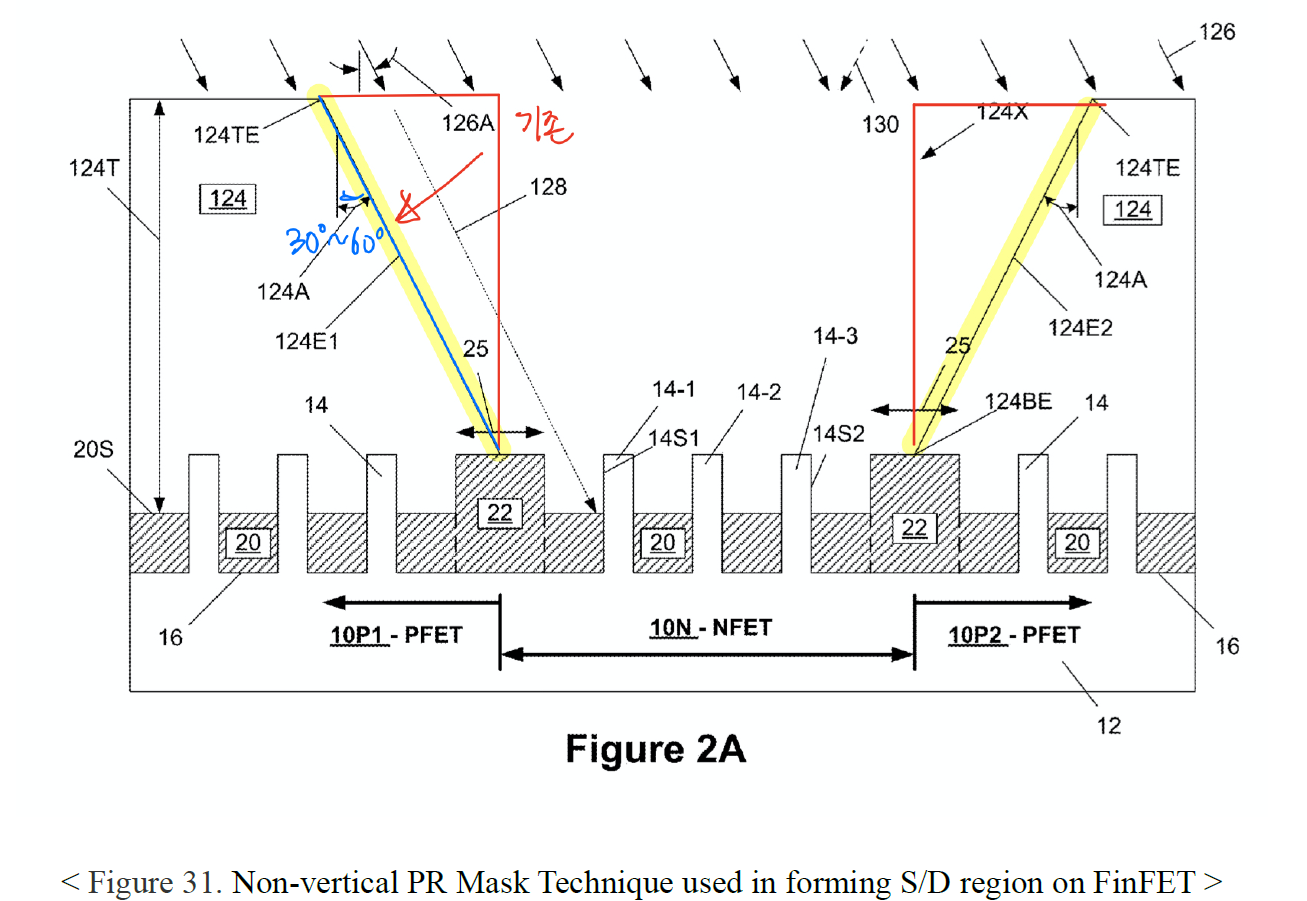 126
124TE
126A
기존
130
124X
124TE
124T
124
128
124
30°~60°
124A
124A
124E1
124E2
25
14-3
25
14-1
14-2
124BE
14
14
20S
14S1
14S2
22
22
20
20
20
16
10P1 - PFET
10N - NFET
10P2 - PFET
16
12
Figure 2A
< Figure 31. Non-vertical PR Mask Technique used in forming S/D region on FinFET >